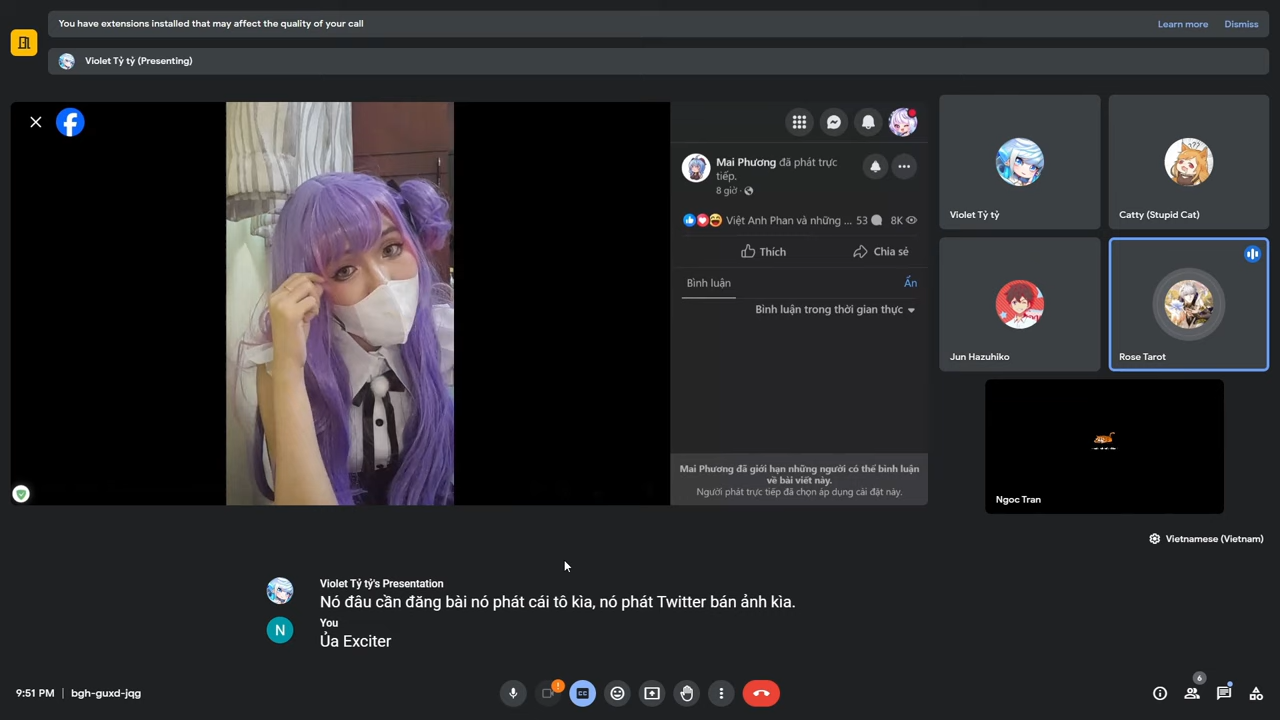 You have extensions installed that may affect the quality of your call
Learn more
Dismiss
Violet Tỷ tỷ (Presenting)
Mai Phương đã phát trực
tiếp.
8 giờ ·
Việt Anh Phan và những ... 53
8K
Thích
Chia sẻ
Bình luận
Ẩn
Bình luận trong thời gian thực
Mai Phương đã giới hạn những người có thể bình luận
về bài viết này.
Người phát trực tiếp đã chọn áp dụng cài đặt này.
Violet Tỷ tỷ
???
Catty (Stupid Cat)
Jun Hazuhiko
Rose Tarot
Ngoc Tran
Vietnamese (Vietnam)
Violet Tỷ tỷ's Presentation
Nó đâu cần đăng bài nó phát cái tô kìa, nó phát Twitter bán ảnh kìa.
N
You
Ủa Exciter
9:51 PM | bgh-guxd-jqg
!
CC
6